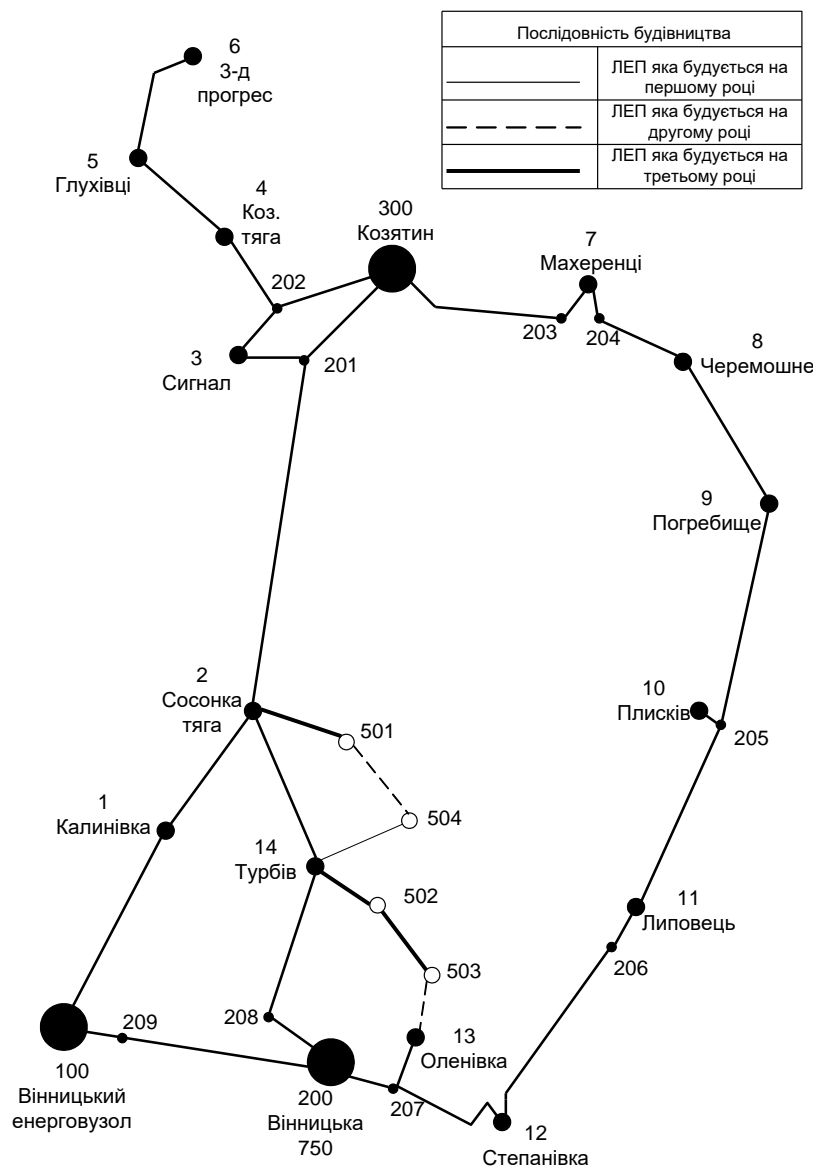 Послідовність будівництва
ЛЕП яка будується на
першому році
ЛЕП яка будується на
другому році
ЛЕП яка будується на
третьому році
6
3-д
прогрес
5
Глухівці
4
Коз.
тяга
300
Козятин
7
Махеренці
202
203
204
8
Черемошне
3
Сигнал
201
9
Погребище
2
Сосонка
тяга
501
10
Плисків
205
1
Калинівка
504
14
Турбів
502
11
Липовець
206
503
208
13
Оленівка
209
100
Вінницький
енерговузол
200
Вінницька
750
207
12
Степанівка